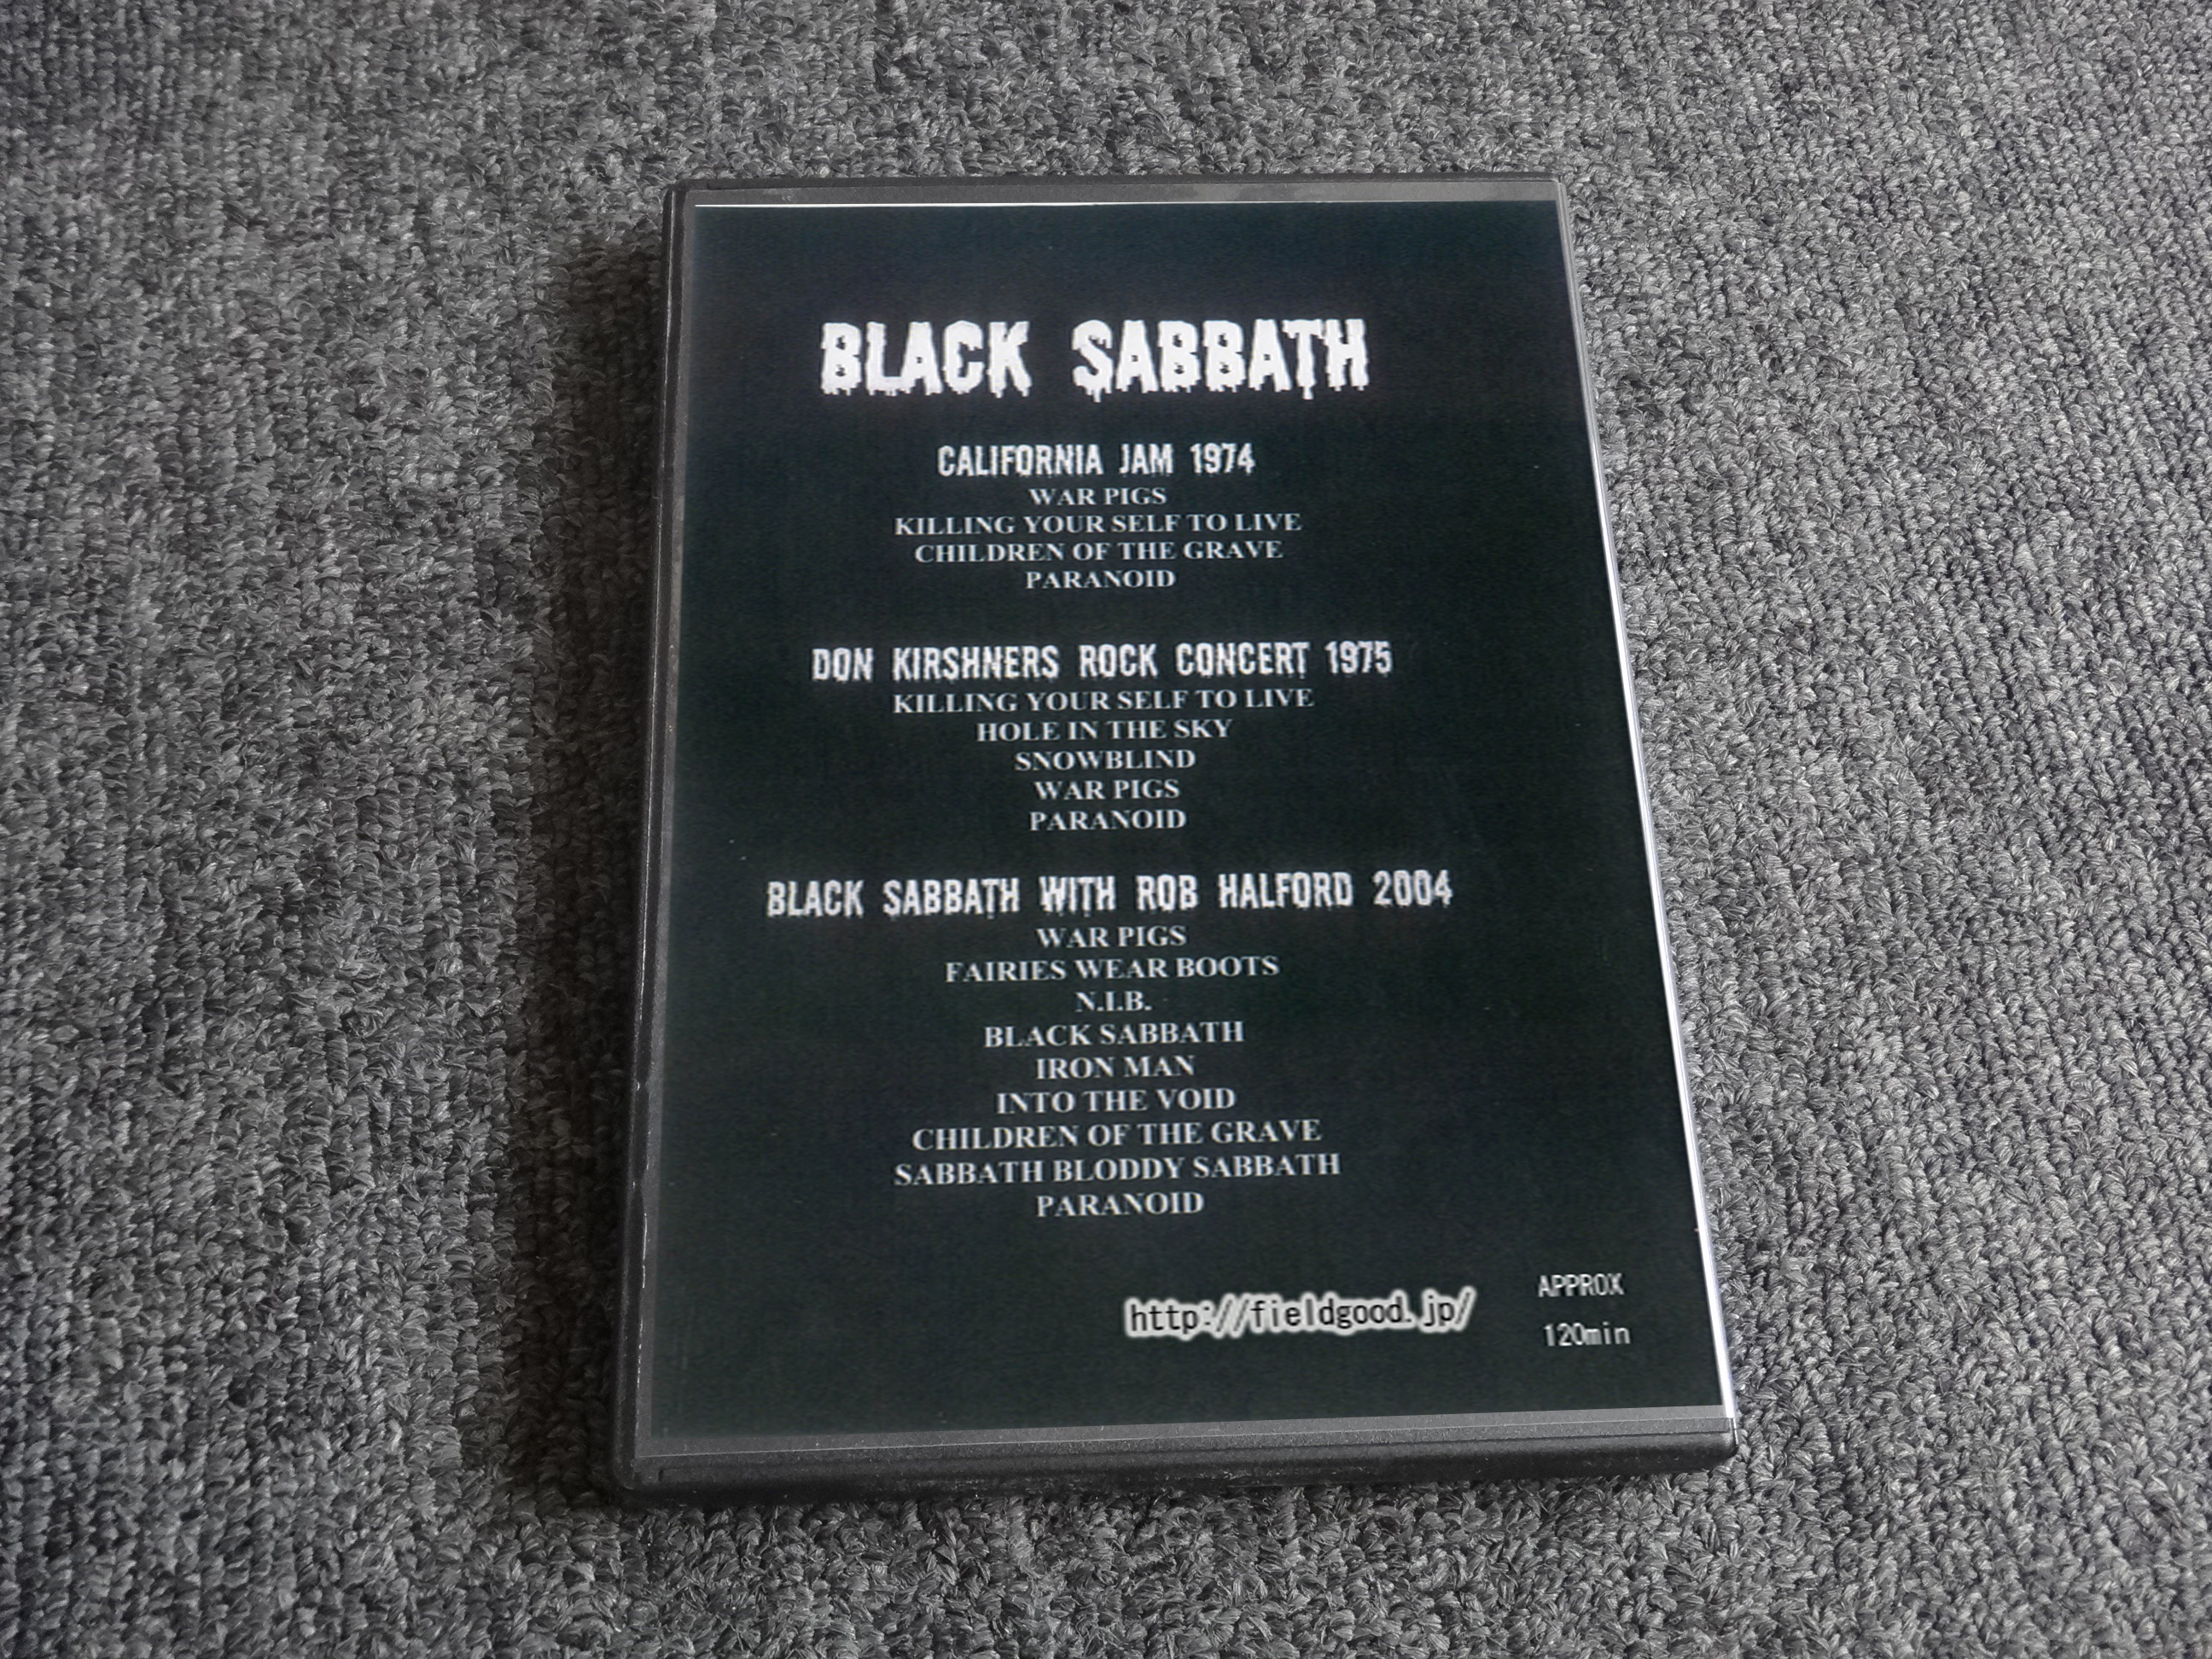 BLACK SABBATH
CALIFORNIA JAM 1974
WAR PIGS
KILLING YOUR SELF TO LIVE
CHILDREN OF THE GRAVE
PARANOID
DON KIRSHNERS ROCK CONCERT 1975
KILLING YOUR SELF TO LIVE
HOLE IN THE SKY
SNOWBLIND
WAR PIGS
PARANOID
BLACK SABBATH WITH ROB HALFORD 2004
WAR PIGS
FAIRIES WEAR BOOTS
N.I.B.
BLACK SABBATH
IRON MAN
INTO THE VOID
CHILDREN OF THE GRAVE
SABBATH BLODDY SABBATH
PARANOID
http://fieldgood.jp/
APPROX
120min